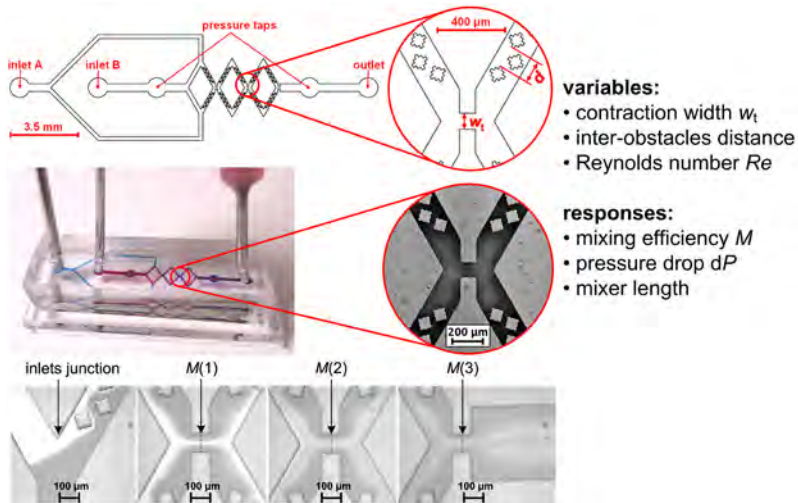 pressure taps
inlet A
inlet B
outlet
3.5 mm
400 µm
d
wt
variables:
• contraction width wt
• inter-obstacles distance
• Reynolds number Re
responses:
• mixing efficiency M
• pressure drop dP
• mixer length
200 µm
inlets junction
M(1)
M(2)
M(3)
100 µm
100 µm
100 µm
100 µm